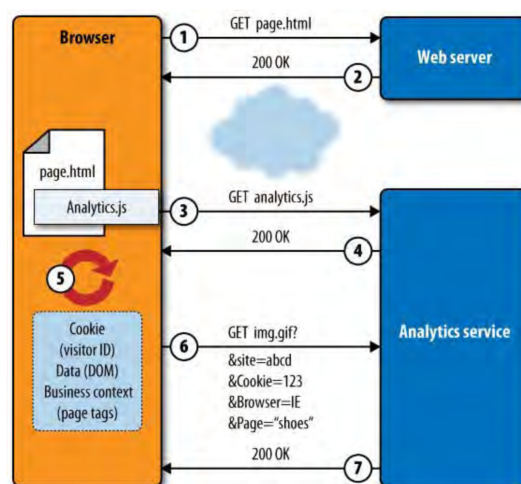 Browser
1
GET page.html
200 OK
2
Web server
page.html
Analytics.js
3
GET analytics.js
200 OK
4
5
Cookie
(visitor ID)
Data (DOM)
Business context
(page tags)
6
GET img.gif?
&site=abcd
&Cookie=123
&Browser=IE
&Page=“shoes”
200 OK
7
Analytics service